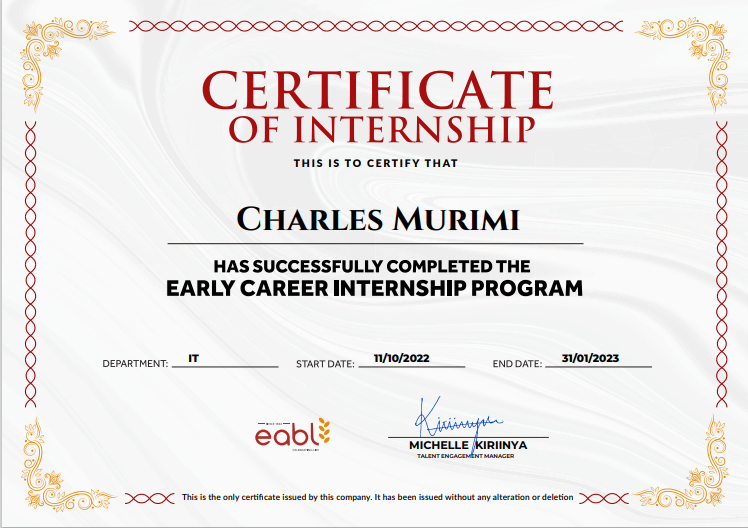 CERTIFICATE
OF INTERNSHIP
THIS IS TO CERTIFY THAT
CHARLES MURIMI
HAS SUCCESSFULLY COMPLETED THE
EARLY CAREER INTERNSHIP PROGRAM
DEPARTMENT: IT START DATE: 11/10/2022 END DATE: 31/01/2023
eabl
Kiriinya
MICHELLE KIRIINYA
TALENT ENGAGEMENT MANAGER
This is the only certificate issued by this company. It has been issued without any alteration or deletion